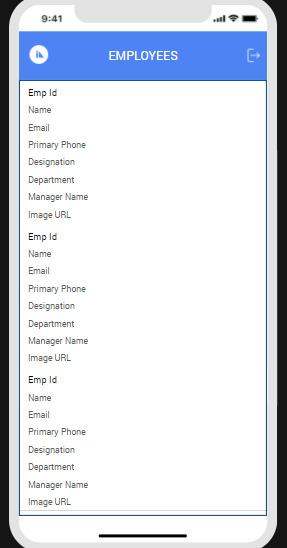 9:41
EMPLOYEES
Emp Id
Name
Email
Primary Phone
Designation
Department
Manager Name
Image URL
Emp Id
Name
Email
Primary Phone
Designation
Department
Manager Name
Image URL
Emp Id
Name
Email
Primary Phone
Designation
Department
Manager Name
Image URL